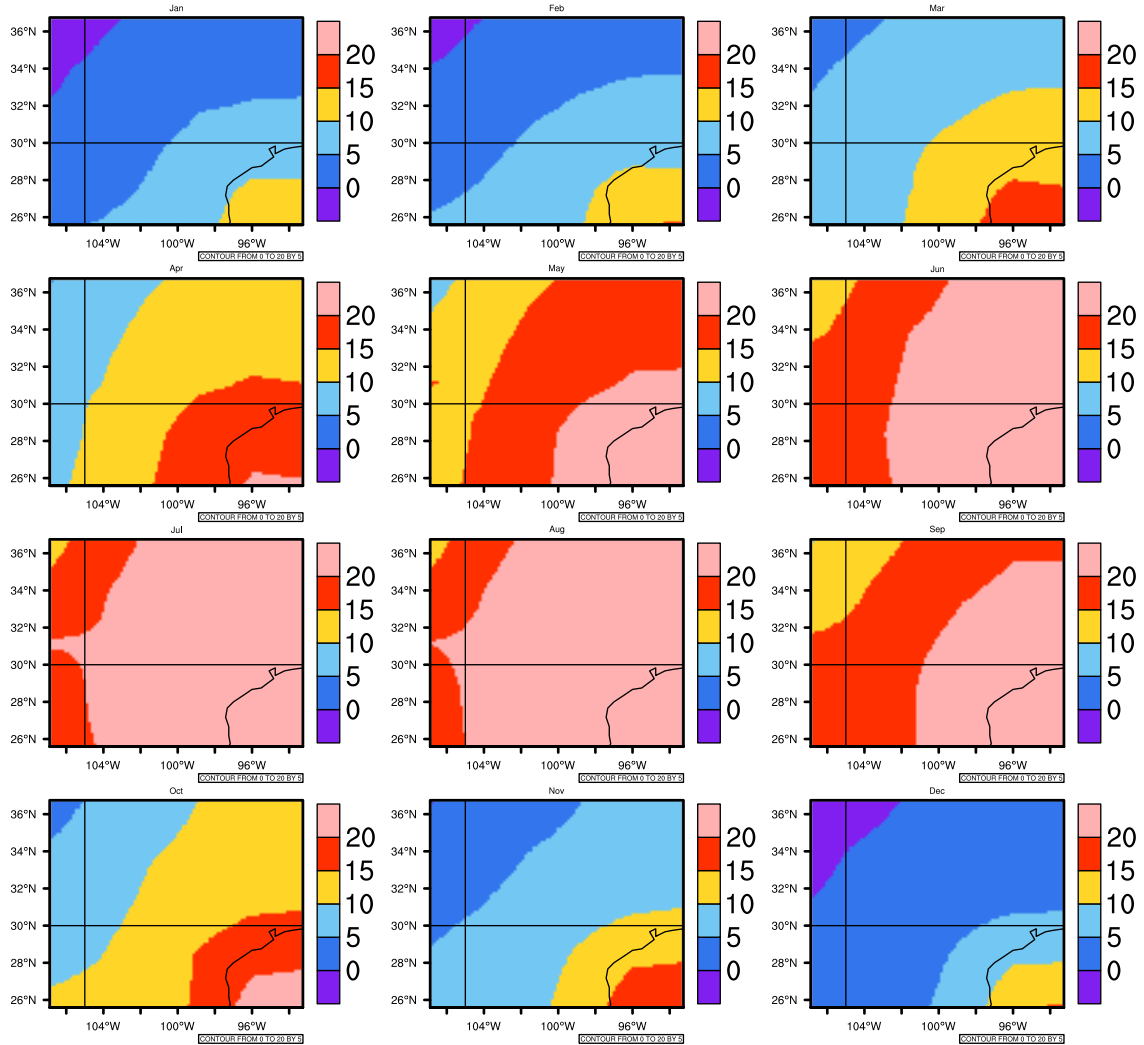 Jan Feb Mar
36°N 20 36°N 20 36°N 20
34°N 15 34°N 15 34°N 15
32°N 10 32°N 10 32°N 10
30°N 5 30°N 5 30°N 5
28°N 0 28°N 0 28°N 0
26°N 26°N 26°N
104°W 100°W 96°W 104°W 100°W 96°W 104°W 100°W 96°W
CONTOUR FROM 0 TO 20 BY 5 CONTOUR FROM 0 TO 20 BY 5 CONTOUR FROM 0 TO 20 BY 5
Apr May Jun
36°N 20 36°N 20 36°N 20
34°N 15 34°N 15 34°N 15
32°N 10 32°N 10 32°N 10
30°N 5 30°N 5 30°N 5
28°N 0 28°N 0 28°N 0
26°N 26°N 26°N
104°W 100°W 96°W 104°W 100°W 96°W 104°W 100°W 96°W
CONTOUR FROM 0 TO 20 BY 5 CONTOUR FROM 0 TO 20 BY 5 CONTOUR FROM 0 TO 20 BY 5
Jul Aug Sep
36°N 20 36°N 20 36°N 20
34°N 15 34°N 15 34°N 15
32°N 10 32°N 10 32°N 10
30°N 5 30°N 5 30°N 5
28°N 0 28°N 0 28°N 0
26°N 26°N 26°N
104°W 100°W 96°W 104°W 100°W 96°W 104°W 100°W 96°W
CONTOUR FROM 0 TO 20 BY 5 CONTOUR FROM 0 TO 20 BY 5 CONTOUR FROM 0 TO 20 BY 5
Oct Nov Dec
36°N 20 36°N 20 36°N 20
34°N 15 34°N 15 34°N 15
32°N 10 32°N 10 32°N 10
30°N 5 30°N 5 30°N 5
28°N 0 28°N 0 28°N 0
26°N 26°N 26°N
104°W 100°W 96°W 104°W 100°W 96°W 104°W 100°W 96°W
CONTOUR FROM 0 TO 20 BY 5 CONTOUR FROM 0 TO 20 BY 5 CONTOUR FROM 0 TO 20 BY 5